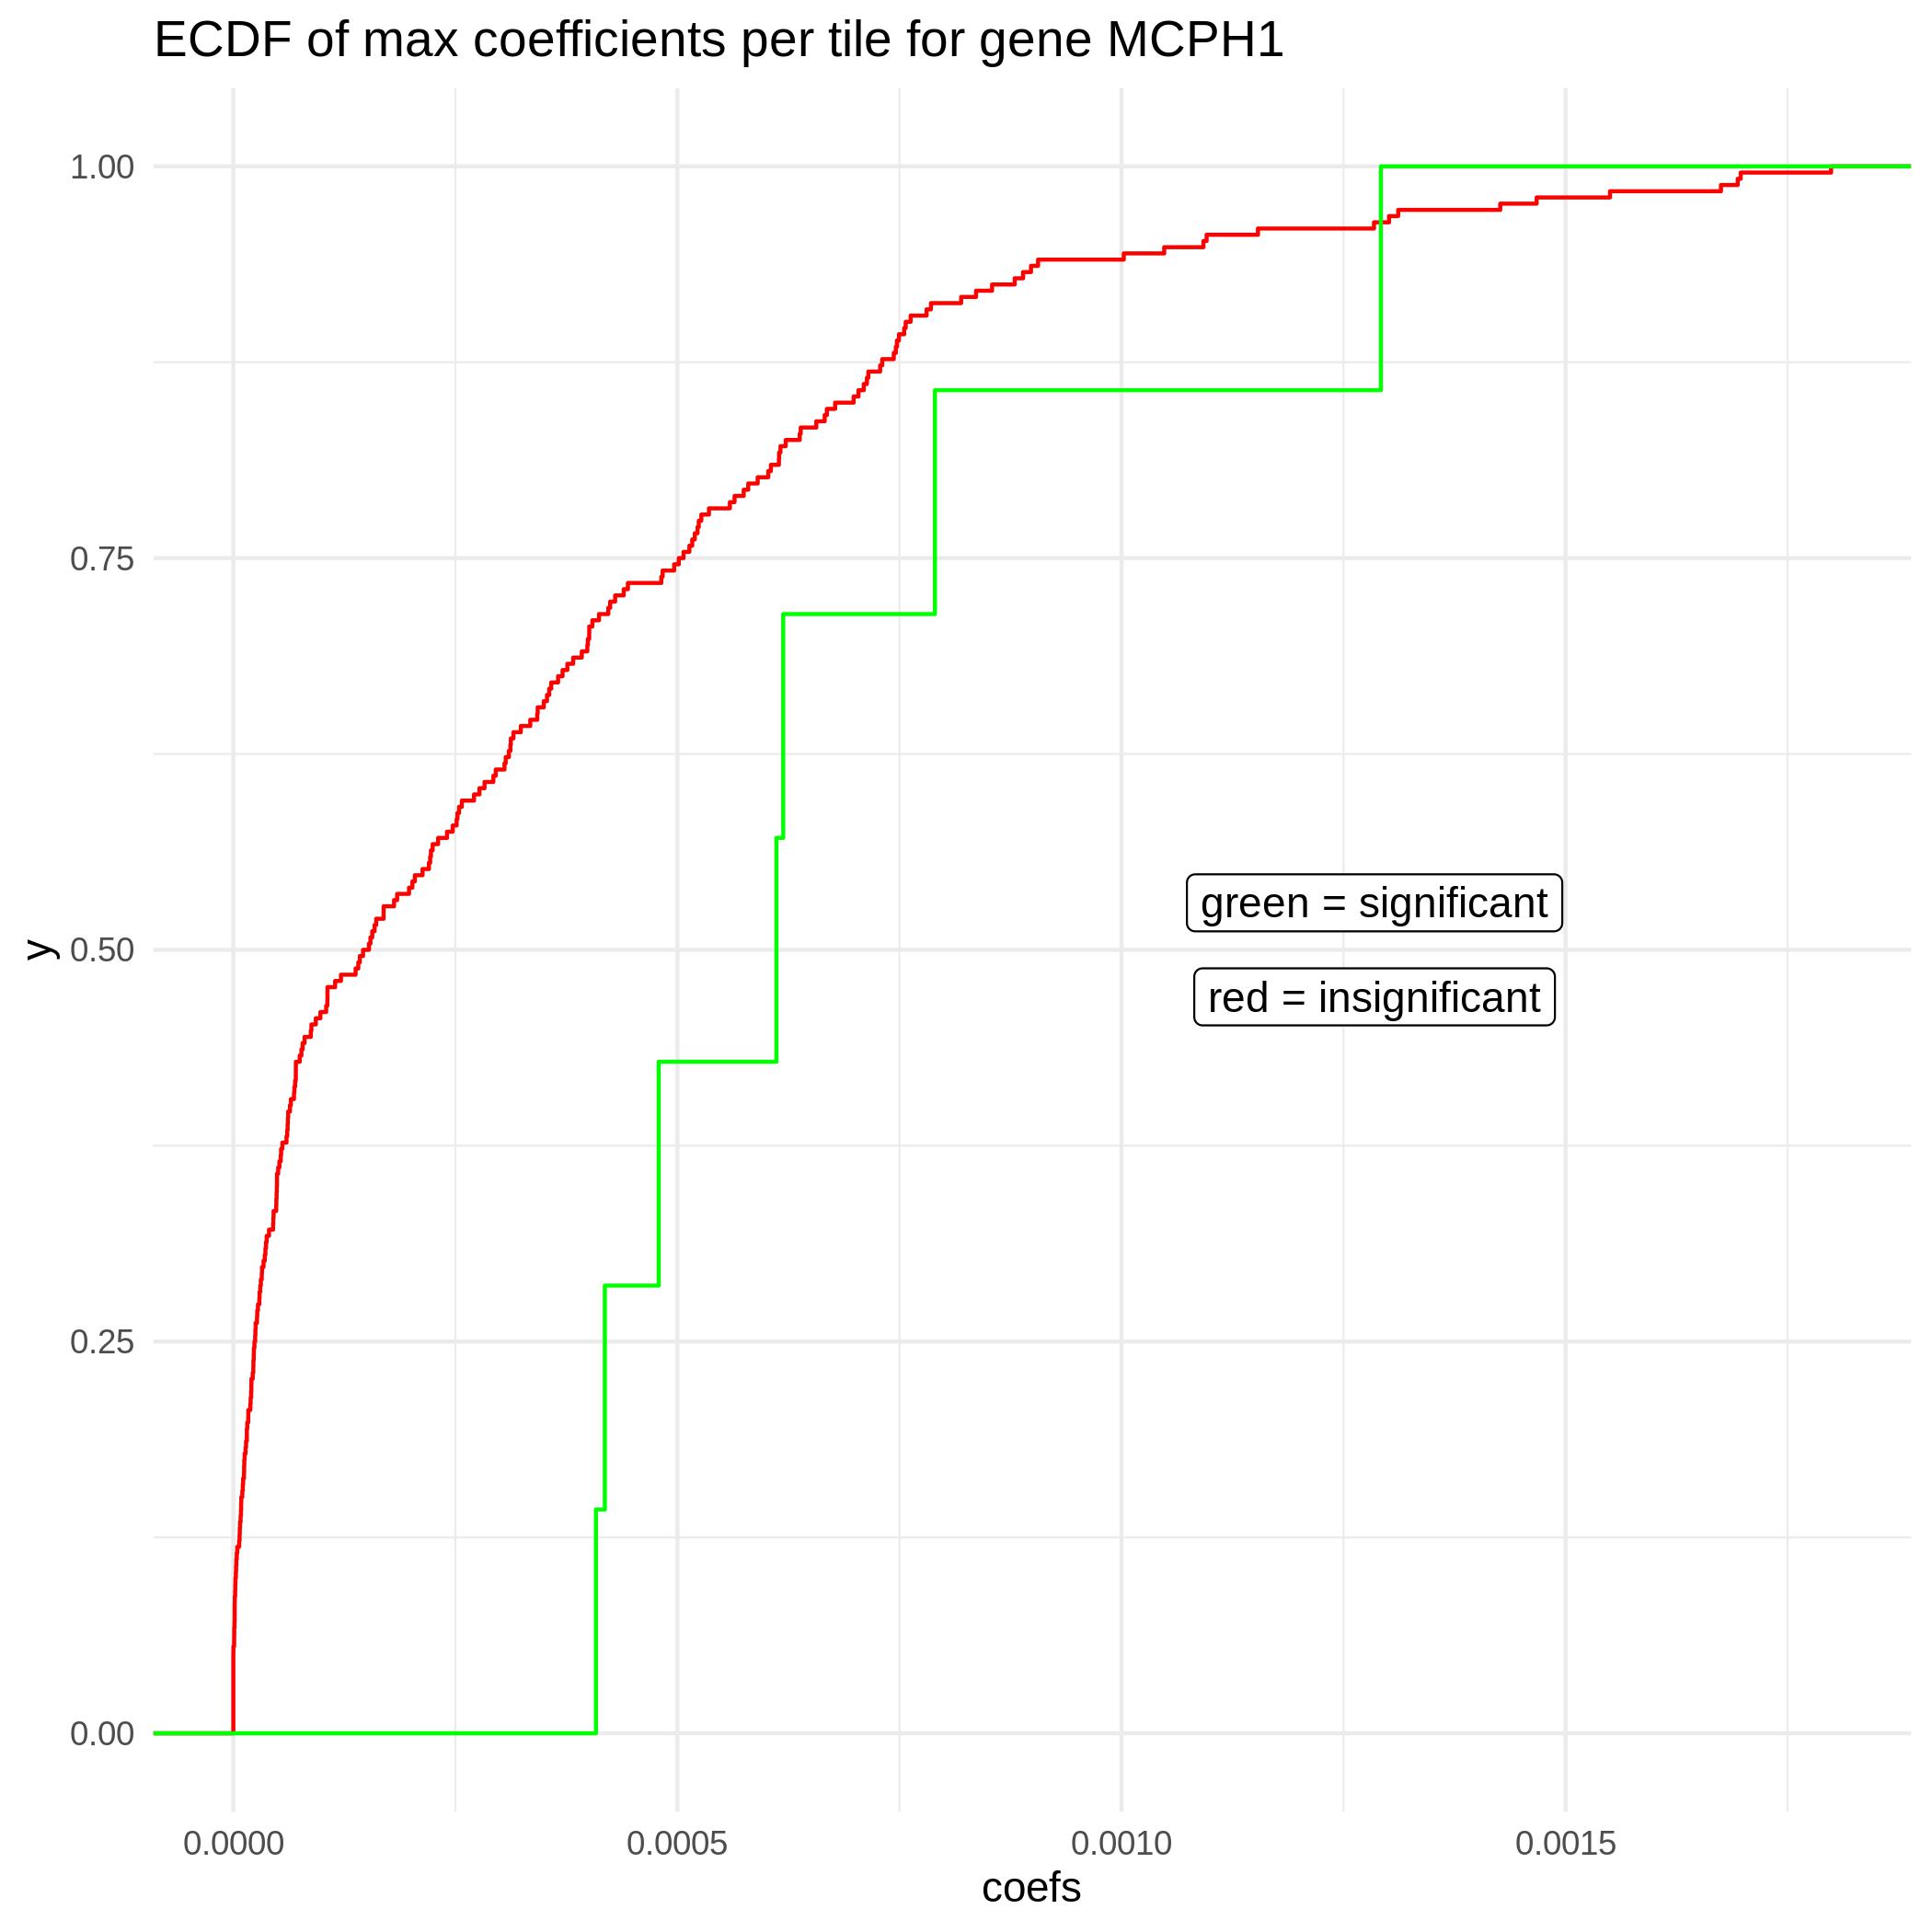 ECDF of max coefficients per tile for gene MCPH1
1.00
0.75
0.50
0.25
0.00
y
green = significant
red = insignificant
0.0000
0.0005
0.0010
0.0015
coefs